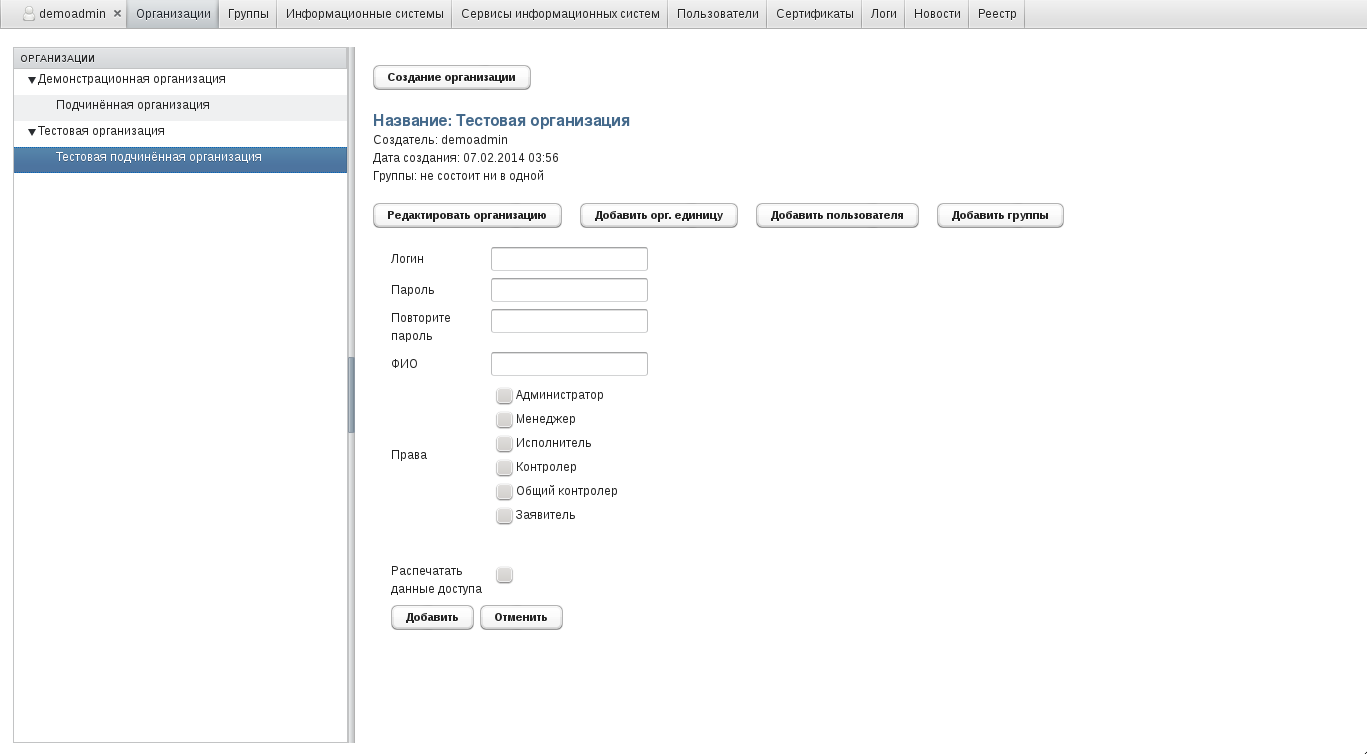 demoadmin Организации Группы Информационные системы Сервисы информационных систем Пользователи Сертификаты Логи Новости Реестр
ОРГАНИЗАЦИИ
Демонстрационная организация
Подчинённая организация
Тестовая организация
Тестовая подчинённая организация
Создание организации
Название: Тестовая организация
Создатель: demoadmin
Дата создания: 07.02.2014 03:56
Группы: не состоит ни в одной
Редактировать организацию Добавить орг. единицу Добавить пользователя Добавить группы
Логин
Пароль
Повторите
пароль
ФИО
Права
Администратор
Менеджер
Исполнитель
Контролер
Общий контролер
Заявитель
Распечатать
данные доступа
Добавить Отменить